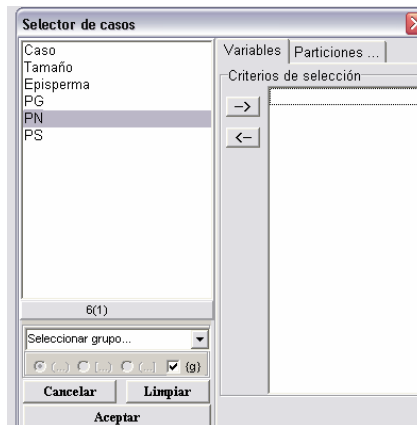 Selector de casos
Caso
Tamaño
Episperma
PG
PN
PS
6(1)
Seleccionar grupo...
(...) [...) (...] {g}
Cancelar Limpiar
Aceptar
Variables Particiones ...
Criterios de selección
-->
<--